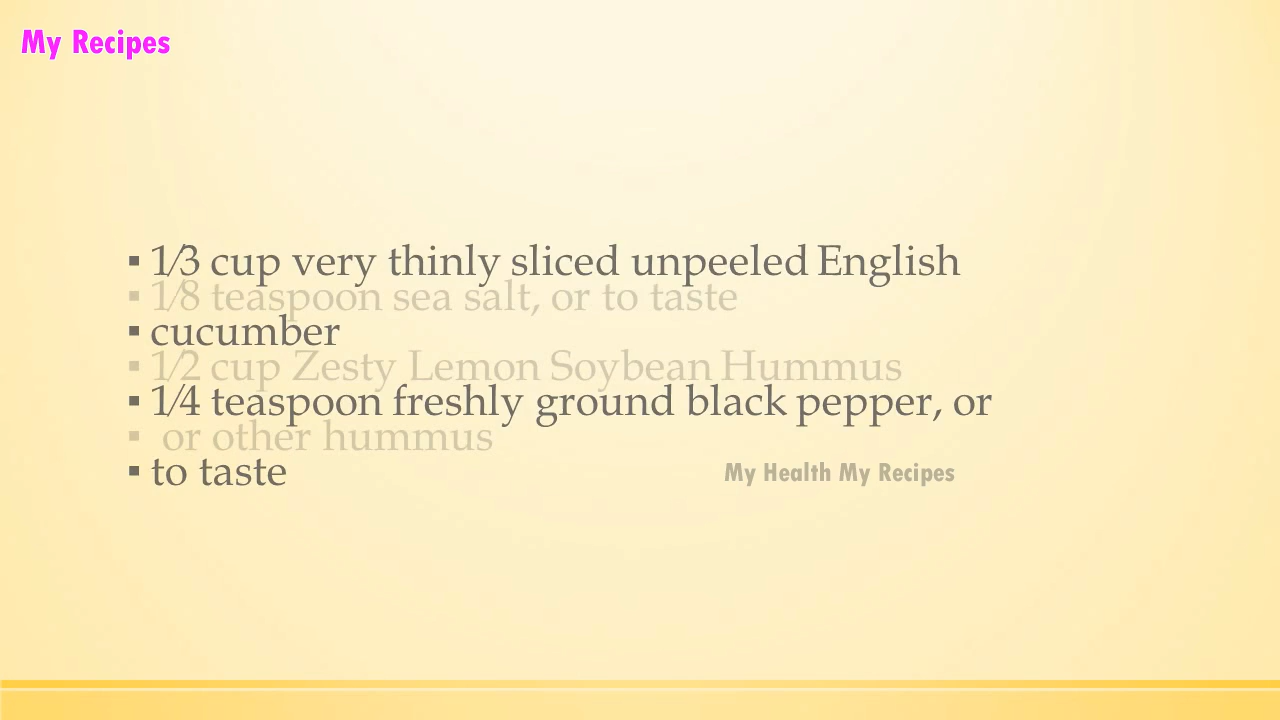 My Recipes
▪ 1⁄3 cup very thinly sliced unpeeled English
▪ 1⁄8 teaspoon sea salt, or to taste
▪ cucumber
▪ 1⁄2 cup Zesty Lemon Soybean Hummus
▪ 1⁄4 teaspoon freshly ground black pepper, or
▪ or other hummus
▪ to taste
My Health My Recipes